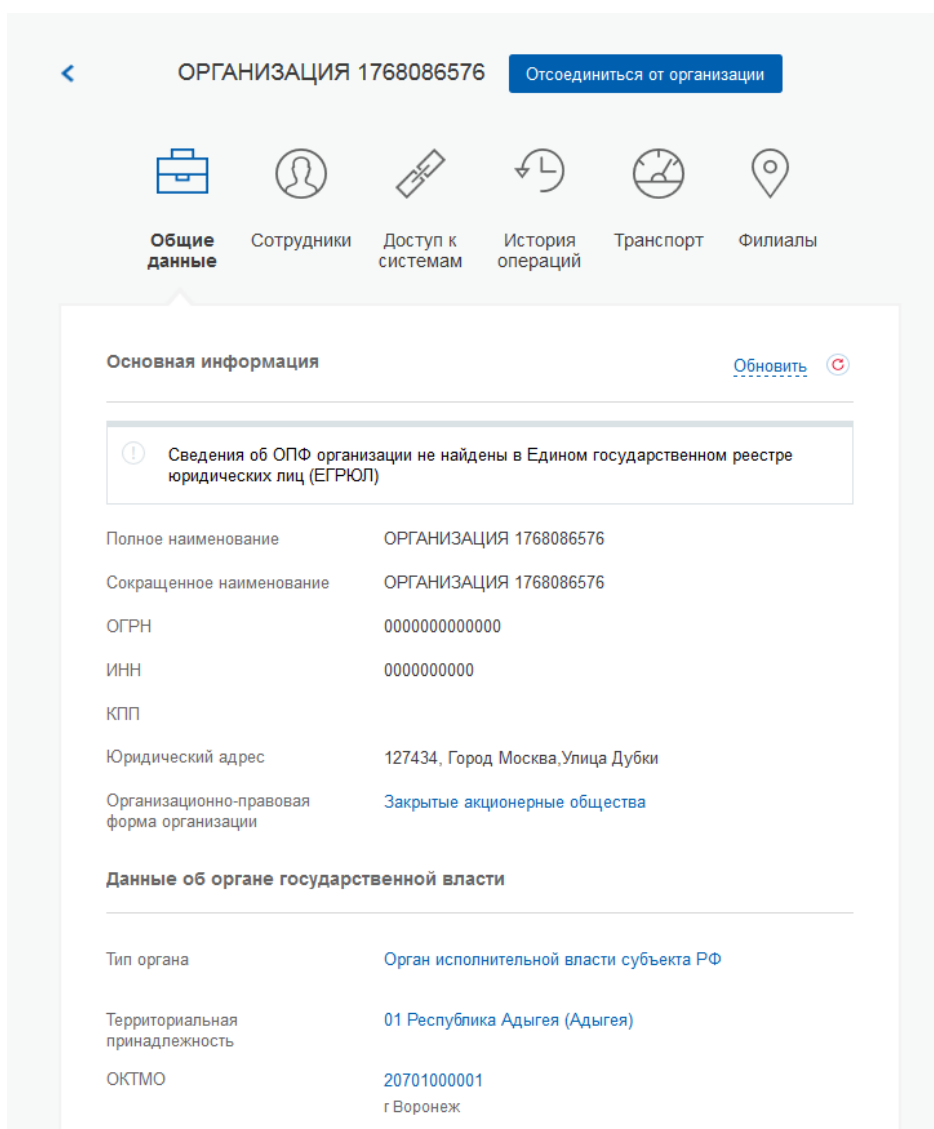 ОРГАНИЗАЦИЯ 1768086576
Отсоединиться от организации
Общие данные
Сотрудники
Доступ к системам
История операций
Транспорт
Филиалы
Основная информация
Обновить
Сведения об ОПФ организации не найдены в Едином государственном реестре
юридических лиц (ЕГРЮЛ)
Полное наименование ОРГАНИЗАЦИЯ 1768086576
Сокращенное наименование ОРГАНИЗАЦИЯ 1768086576
ОГРН 0000000000000
ИНН 0000000000
КПП
Юридический адрес 127434, Город Москва,Улица Дубки
Организационно-правовая
форма организации
Закрытые акционерные общества
Данные об органе государственной власти
Тип органа Орган исполнительной власти субъекта РФ
Территориальная
принадлежность
01 Республика Адыгея (Адыгея)
ОКТМО 20701000001
г Воронеж